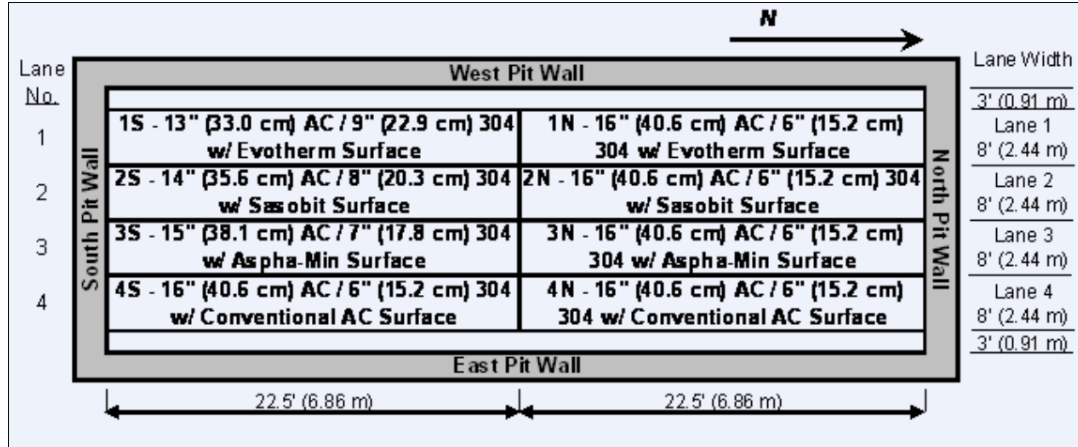 N
Lane
No.
West Pit Wall
Lane Width
3' (0.91 m)
1
1S - 13" (33.0 cm) AC / 9" (22.9 cm) 304
w/ Evotherm Surface
1N - 16" (40.6 cm) AC / 6" (15.2 cm)
304 w/ Evotherm Surface
Lane 1
8' (2.44 m)
2
2S - 14" (35.6 cm) AC / 8" (20.3 cm) 304
w/ Sasobit Surface
2N - 16" (40.6 cm) AC / 6" (15.2 cm) 304
w/ Sasobit Surface
Lane 2
8' (2.44 m)
3
3S - 15" (38.1 cm) AC / 7" (17.8 cm) 304
w/ Aspha-Min Surface
3N - 16" (40.6 cm) AC / 6" (15.2 cm)
304 w/ Aspha-Min Surface
Lane 3
8' (2.44 m)
4
4S - 16" (40.6 cm) AC / 6" (15.2 cm) 304
w/ Conventional AC Surface
4N - 16" (40.6 cm) AC / 6" (15.2 cm)
304 w/ Conventional AC Surface
Lane 4
8' (2.44 m)
3' (0.91 m)
South Pit Wall
North Pit Wall
East Pit Wall
22.5' (6.86 m)
22.5' (6.86 m)